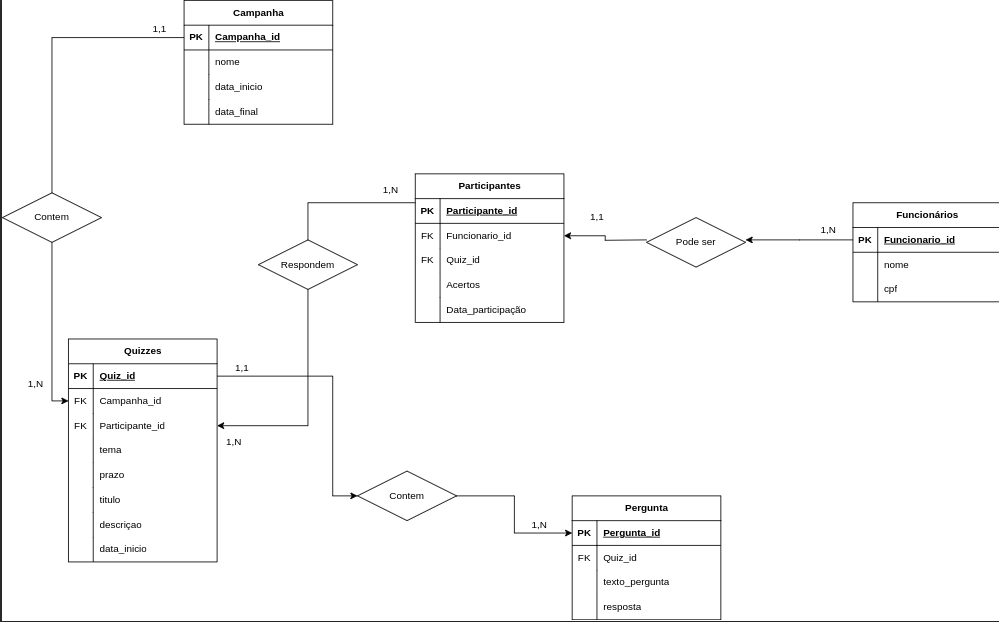 Campanha
1,1
PK Campanha_id
nome
data_inicio
data_final
Contem
1,N
Participantes
PK Participante_id
FK Funcionario_id
FK Quiz_id
Acertos
Data_participação
Respondem
1,1
Pode ser
1,N
Funcionários
PK Funcionario_id
nome
cpf
Quizzes
1,N
PK Quiz_id
FK Campanha_id
FK Participante_id
tema
prazo
titulo
descriçao
data_inicio
1,1
1,N
Contem
1,N
Pergunta
PK Pergunta_id
FK Quiz_id
texto_pergunta
resposta